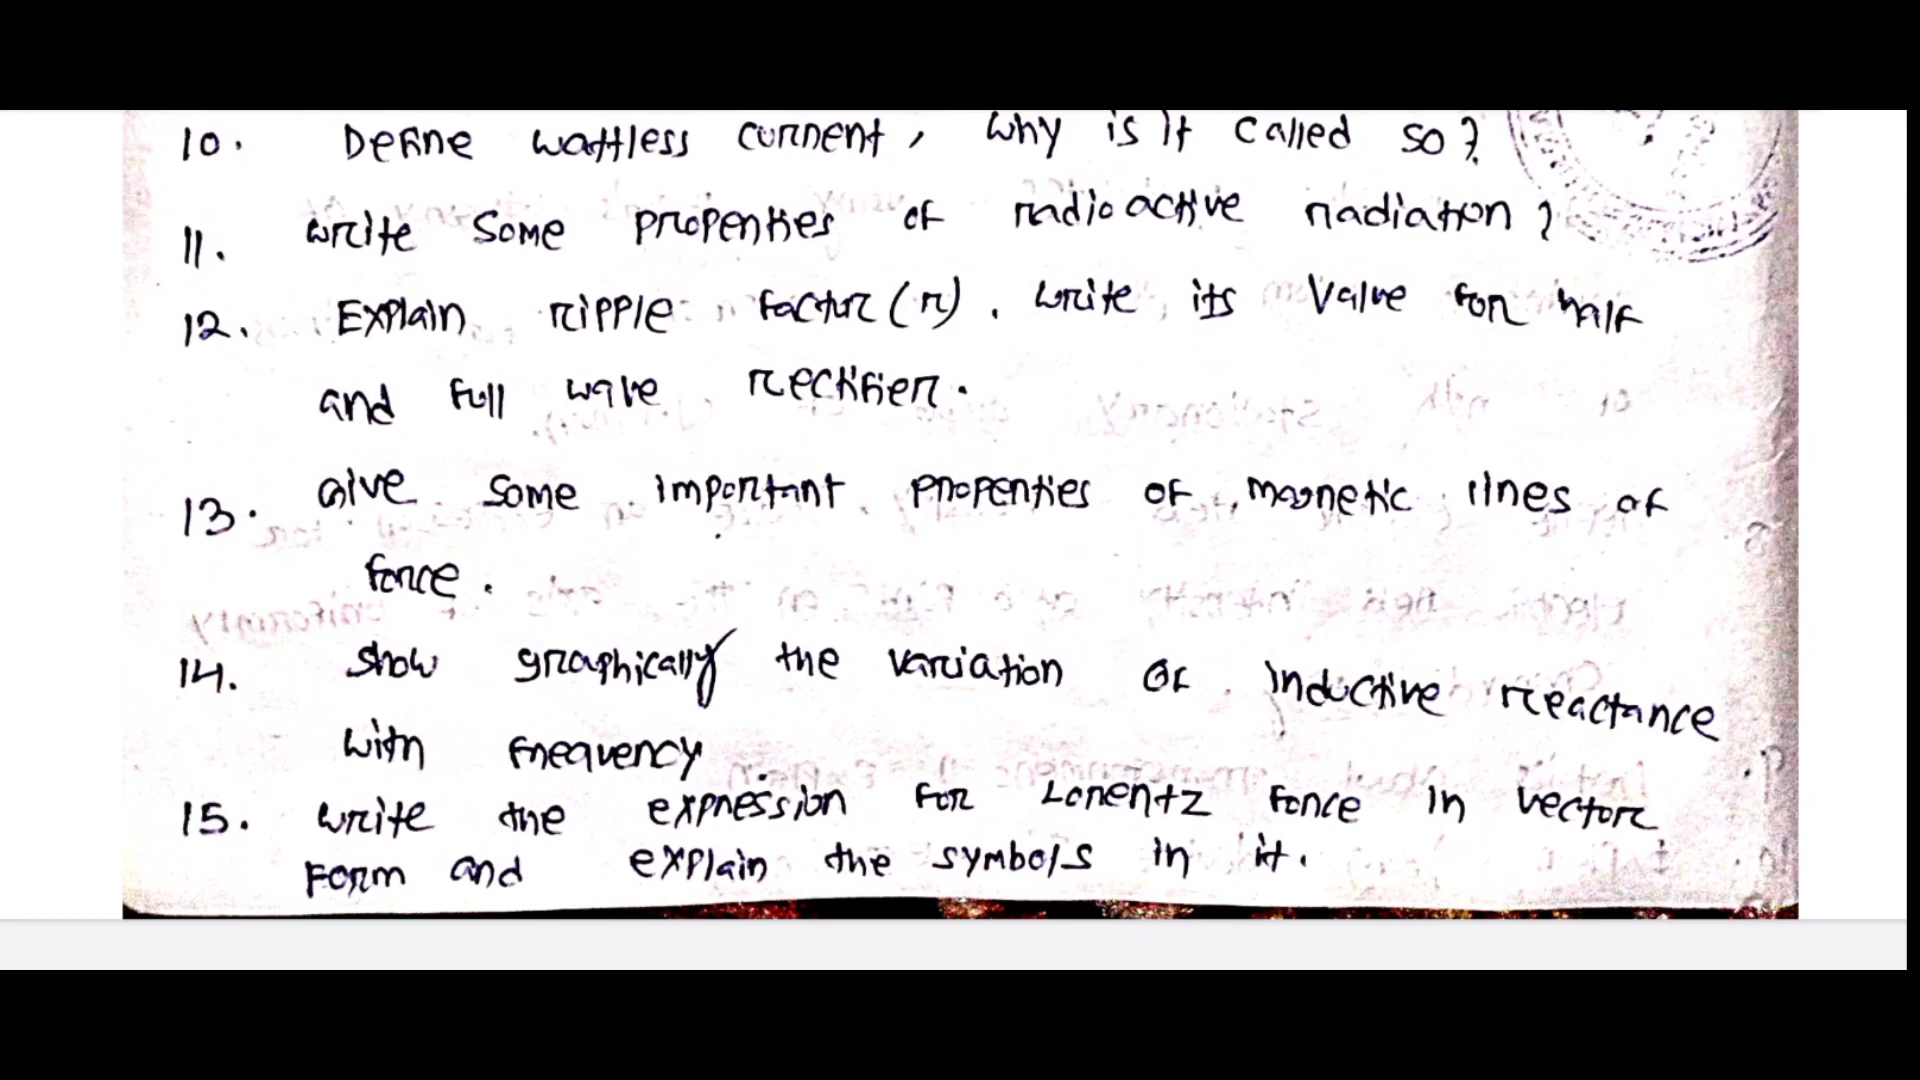 10. Define wattless current, why is it called so?
11. write some properties of radioactive radiation?
12. Explain ripple factor (r). write its value for half
and full wave rectifier.
13. Give some important properties of magnetic lines of
force.
14. show graphically the variation of inductive reactance
with frequency
15. write the expression for Lorentz force in vector
form and explain the symbols in it.